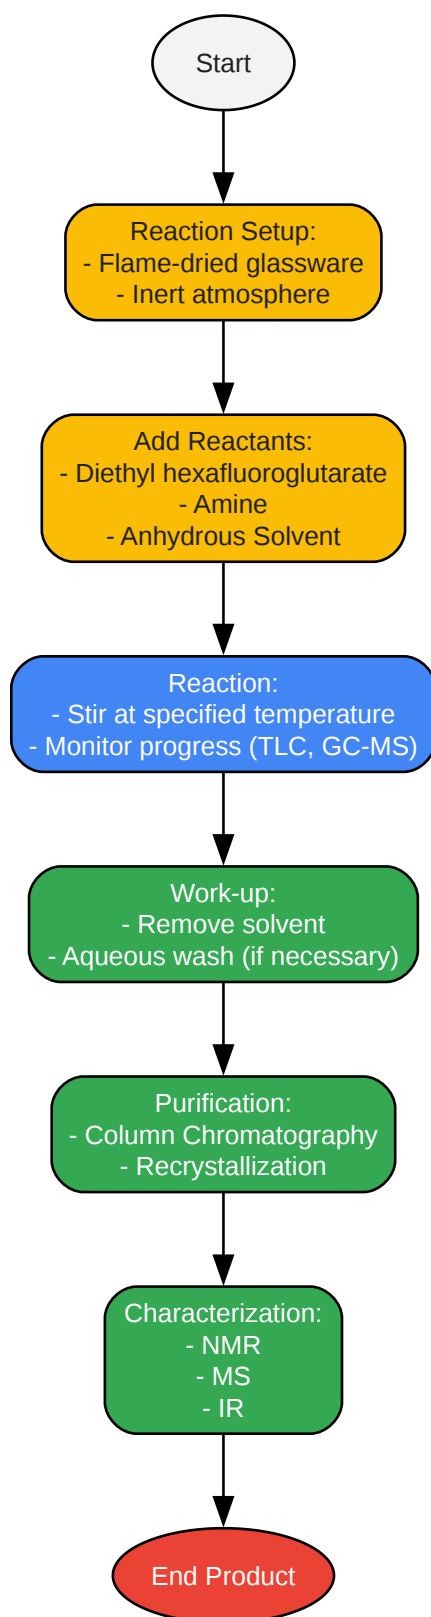 Start
Reaction Setup:
- Flame-dried glassware
- Inert atmosphere
Add Reactants:
- Diethyl hexafluoroglutarate
- Amine
- Anhydrous Solvent
Reaction:
- Stir at specified temperature
- Monitor progress (TLC, GC-MS)
Work-up:
- Remove solvent
- Aqueous wash (if necessary)
Purification:
- Column Chromatography
- Recrystallization
Characterization:
- NMR
- MS
- IR
End Product